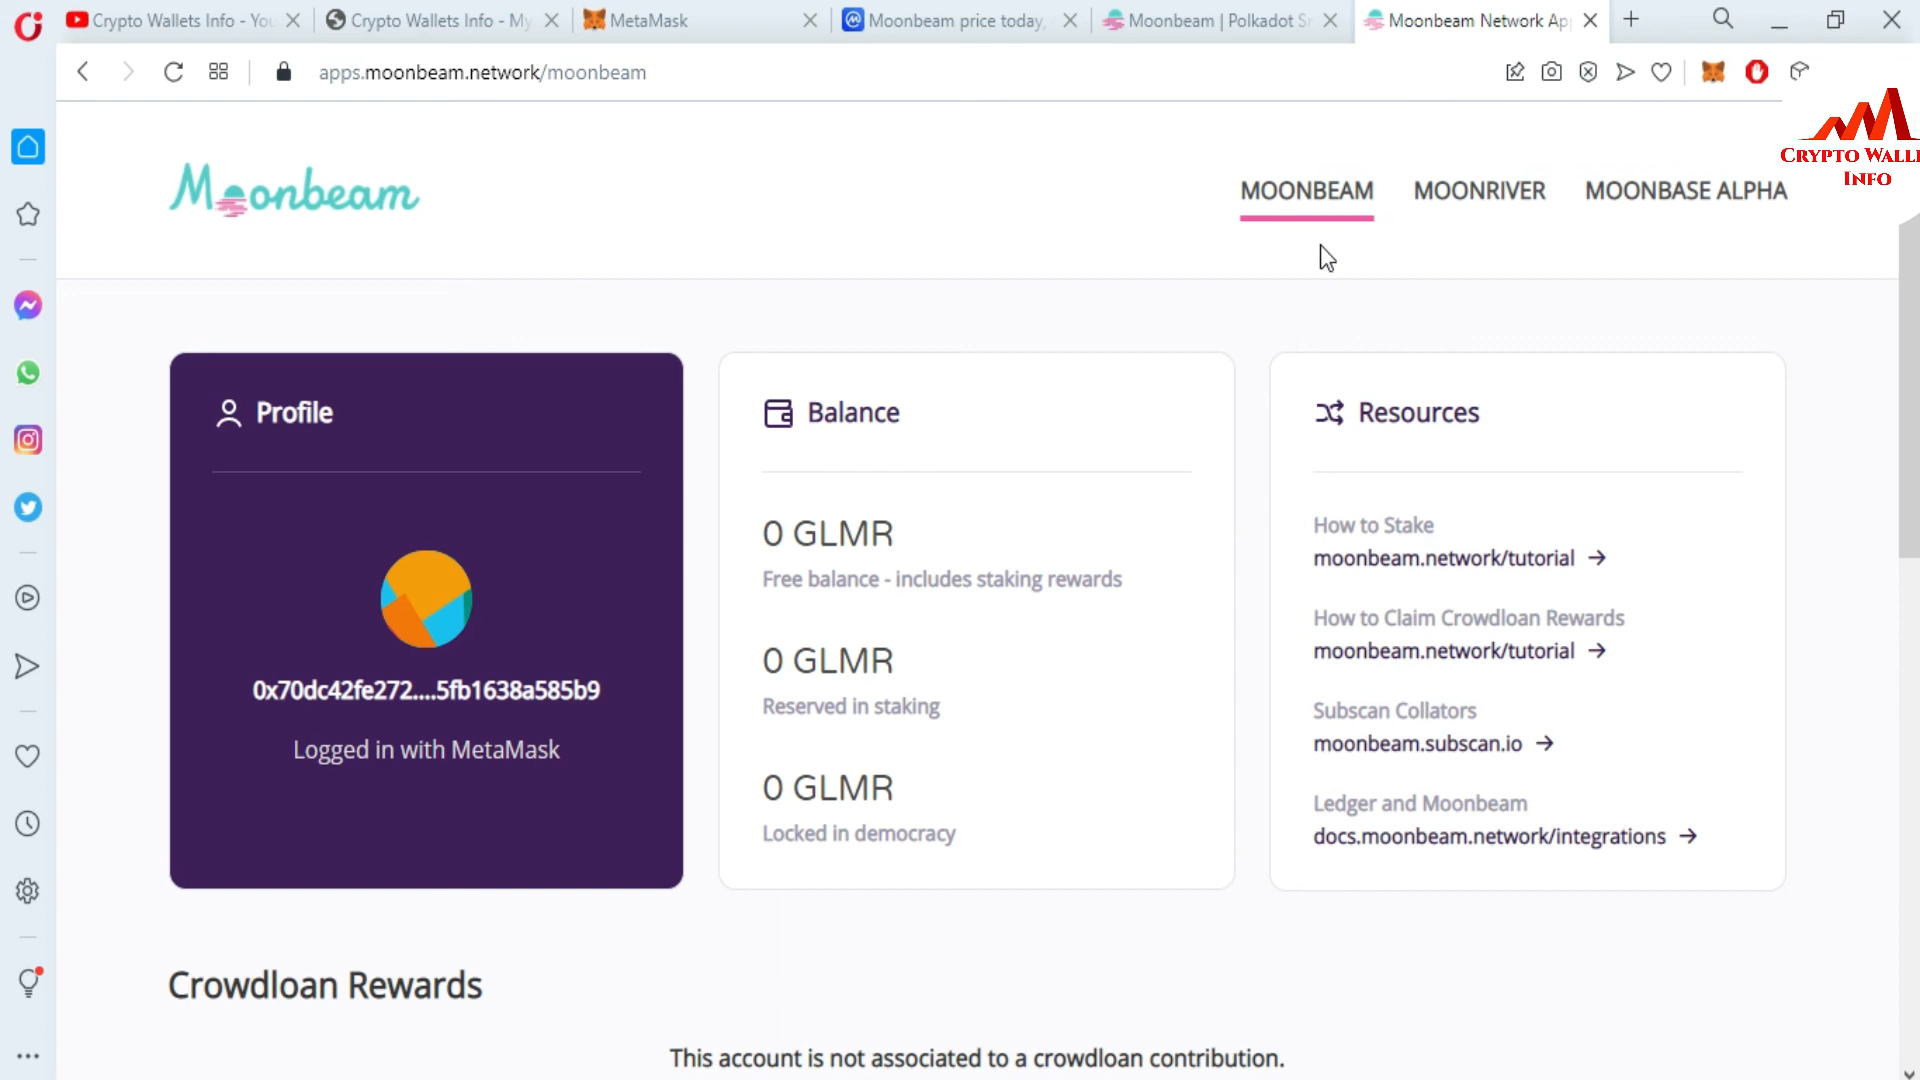 Crypto Wallets Info - You
Crypto Wallets Info - My
MetaMask
Moonbeam price today,
Moonbeam | Polkadot Sm
Moonbeam Network Ap
apps.moonbeam.network/moonbeam
CRYPTO WALLE
INFO
Moonbeam
MOONBEAM
MOONRIVER
MOONBASE ALPHA
Profile
0x70dc42fe272....5fb1638a585b9
Logged in with MetaMask
Balance
0 GLMR
Free balance - includes staking rewards
0 GLMR
Reserved in staking
0 GLMR
Locked in democracy
Resources
How to Stake
moonbeam.network/tutorial →
How to Claim Crowdloan Rewards
moonbeam.network/tutorial →
Subscan Collators
moonbeam.subscan.io →
Ledger and Moonbeam
docs.moonbeam.network/integrations →
Crowdloan Rewards
This account is not associated to a crowdloan contribution.